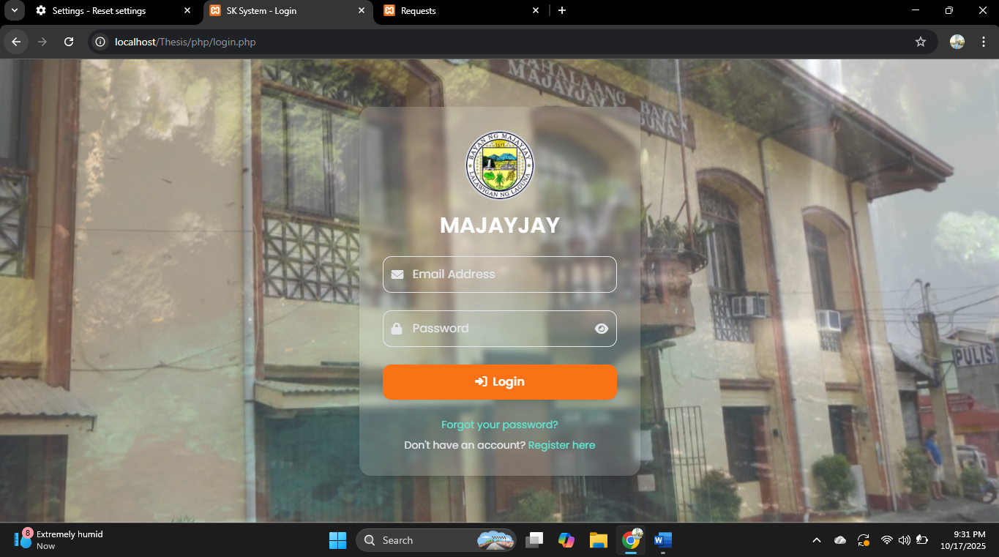 Settings - Reset settings
SK System - Login
Requests
localhost/Thesis/php/login.php
MAHALAANG BAYAN
MAJAYJAY LAGUNA
BAYAN NG MAJAYJAY
1571
LALAWIGAN NG LAGUNA
MAJAYJAY
Email Address
Password
Login
Forgot your password?
Don't have an account? Register here
PULIS
8
Extremely humid
Now
Search
9:31 PM
10/17/2025